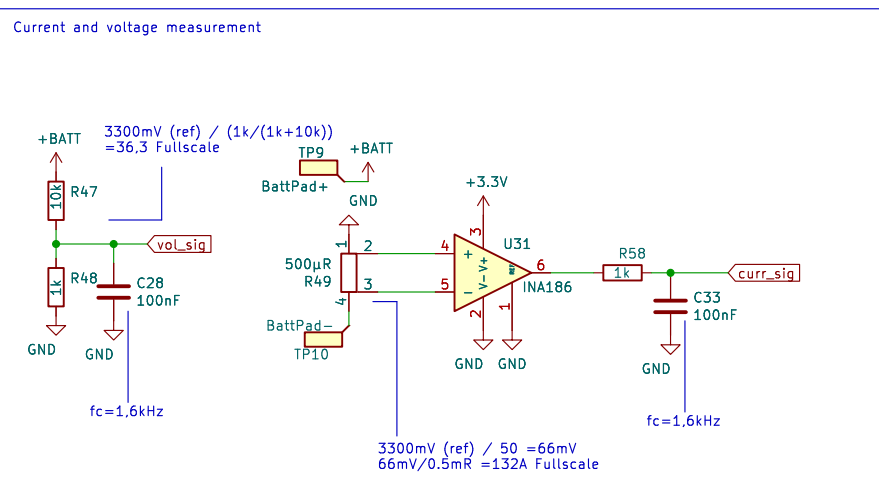 Current and voltage measurement
3300mV (ref) / (1k/(1k+10k))
=36,3 Fullscale
+BATT
10k
R47
vol_sig
1k
R48
C28
100nF
GND
GND
fc=1,6kHz
TP9
+BATT
BattPad+
GND
1
2
500µR
R49
3
4
BattPad-
TP10
+3.3V
3
U31
4
+
V+
REF
6
5
-
V-
INA186
2
1
GND
GND
R58
1k
curr_sig
C33
100nF
GND
fc=1,6kHz
3300mV (ref) / 50 =66mV
66mV/0.5mR =132A Fullscale